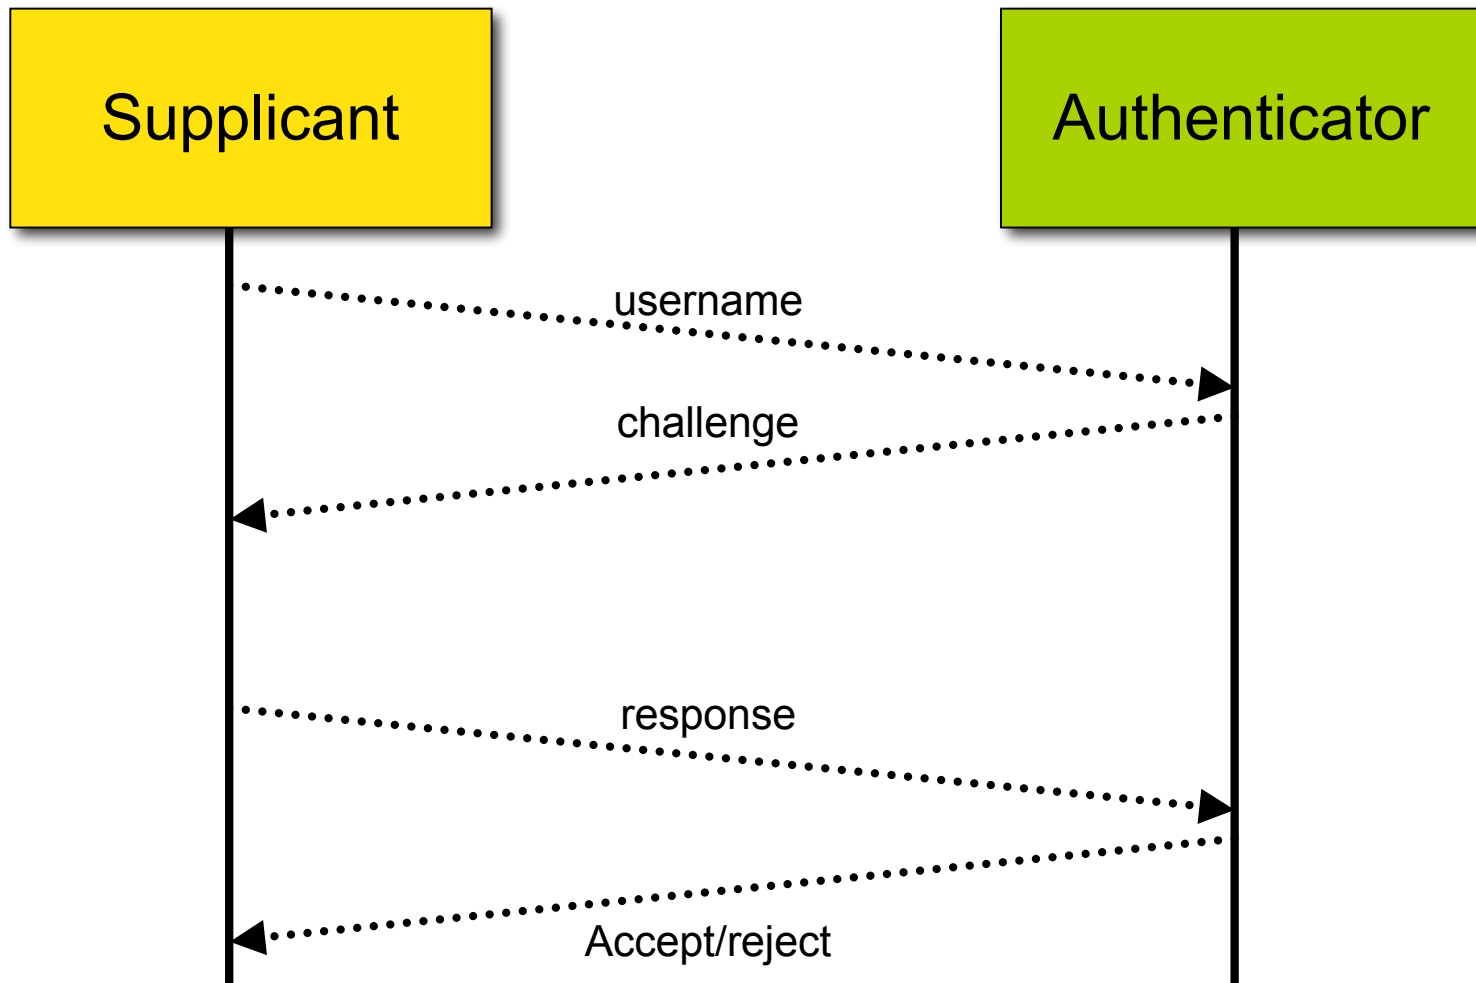 Supplicant
Authenticator
username
challenge
response
Accept/reject